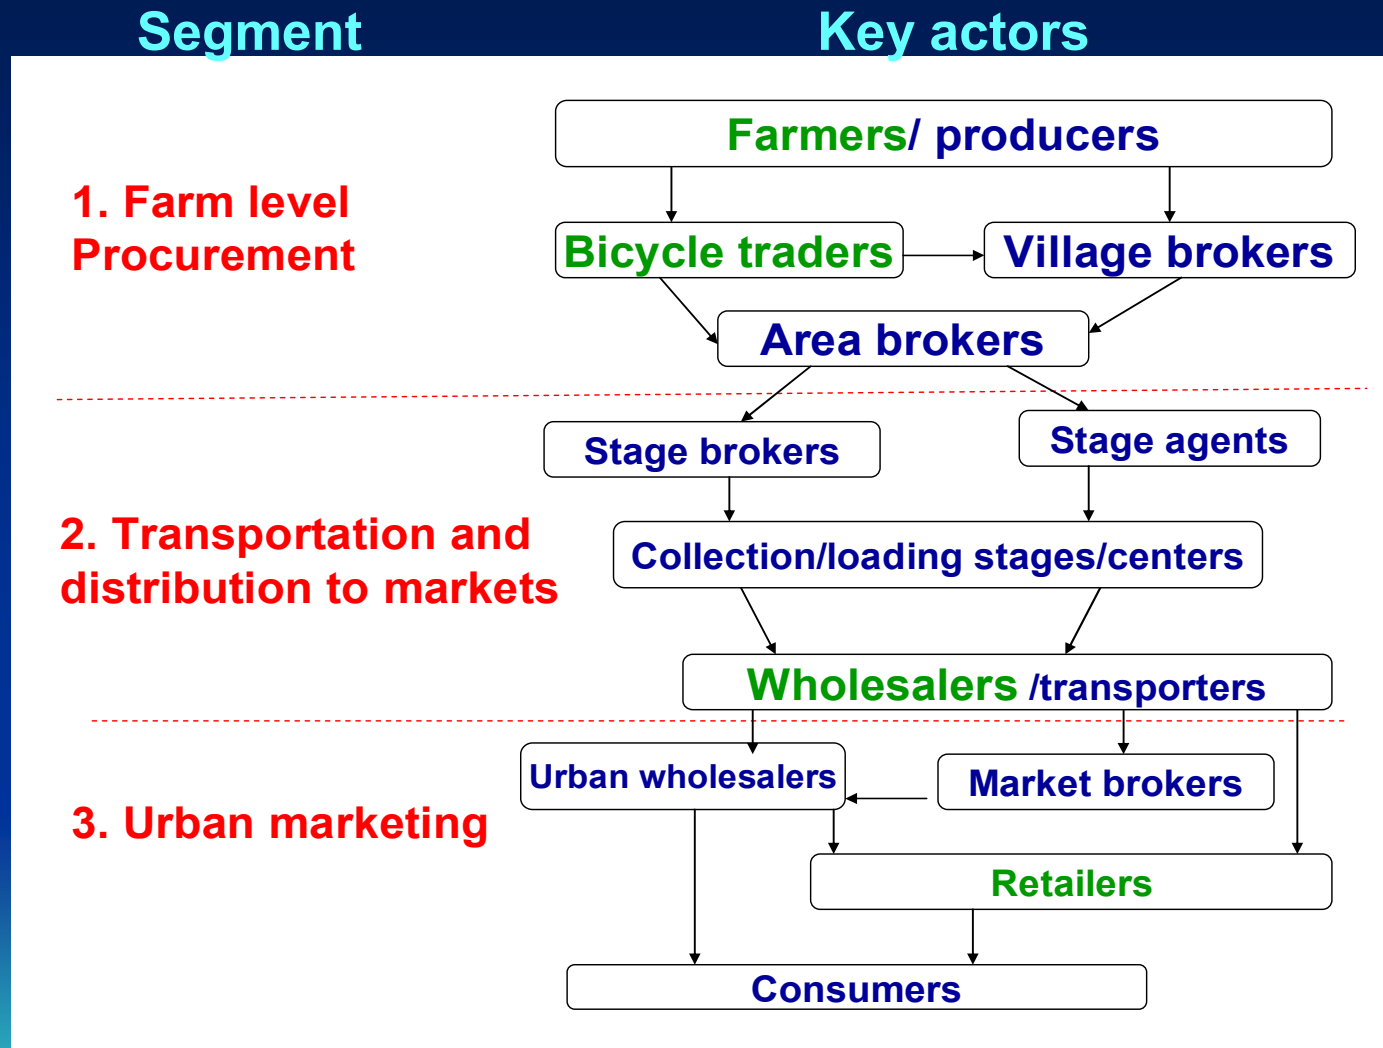 Segment
Key actors
Farmers/ producers
1. Farm level
Procurement
Bicycle traders
Village brokers
Area brokers
Stage brokers
Stage agents
2. Transportation and
distribution to markets
Collection/loading stages/centers
Wholesalers /transporters
Urban wholesalers
Market brokers
3. Urban marketing
Retailers
Consumers